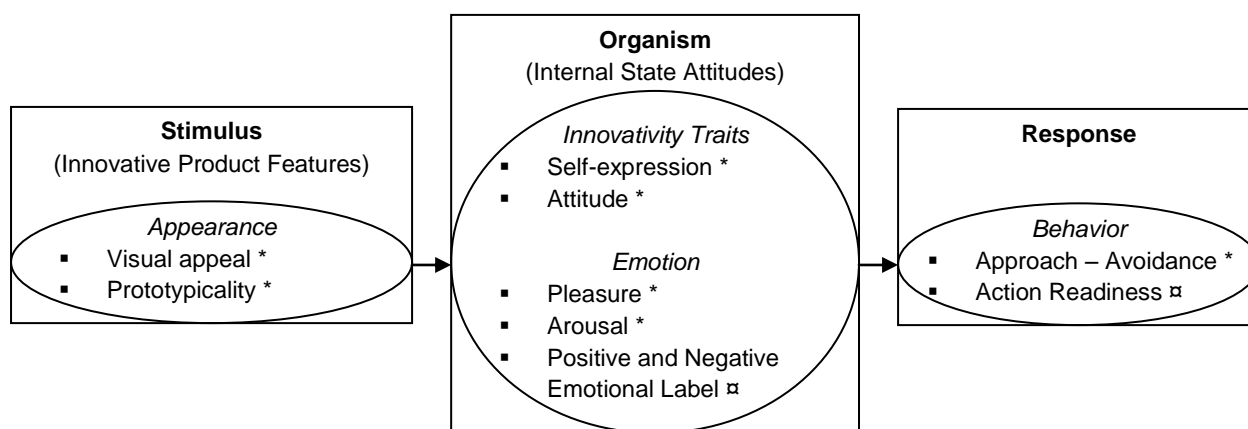 Stimulus
(Innovative Product Features)
Appearance
▪ Visual appeal *
▪ Prototypicality *
Organism
(Internal State Attitudes)
Innovativity Traits
▪ Self-expression *
▪ Attitude *
Emotion
▪ Pleasure *
▪ Arousal *
▪ Positive and Negative
Emotional Label ¤
Response
Behavior
▪ Approach – Avoidance *
▪ Action Readiness ¤